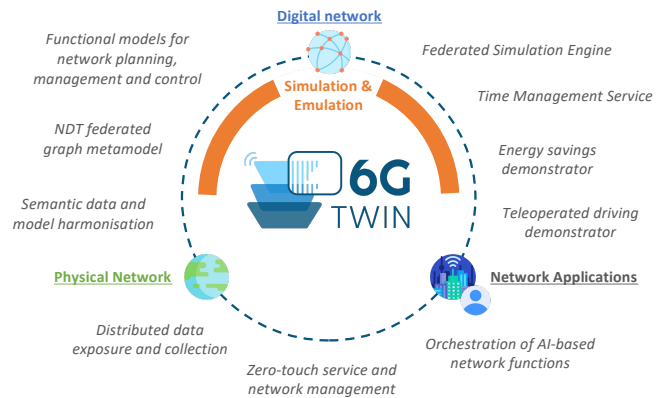 Digital network
Functional models for
network planning,
management and control
Federated Simulation Engine
Simulation &
Emulation
Time Management Service
NDT federated
graph metamodel
Energy savings
demonstrator
6G
TWIN
Semantic data and
model harmonisation
Teleoperated driving
demonstrator
Physical Network
Network Applications
Distributed data
exposure and collection
Orchestration of AI-based
network functions
Zero-touch service and
network management